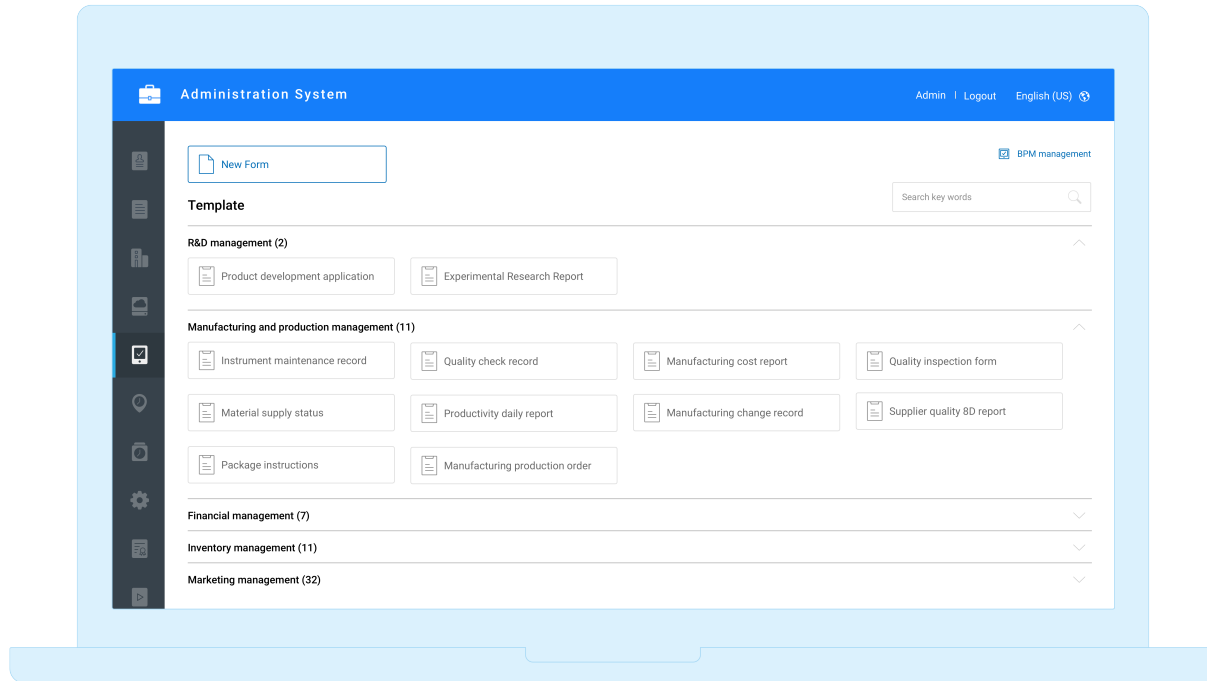 Administration System
Admin | Logout English (US)
New Form
BPM management
Template
Search key words
R&D management (2)
Product development application
Experimental Research Report
Manufacturing and production management (11)
Instrument maintenance record
Quality check record
Manufacturing cost report
Quality inspection form
Material supply status
Productivity daily report
Manufacturing change record
Supplier quality 8D report
Package instructions
Manufacturing production order
Financial management (7)
Inventory management (11)
Marketing management (32)